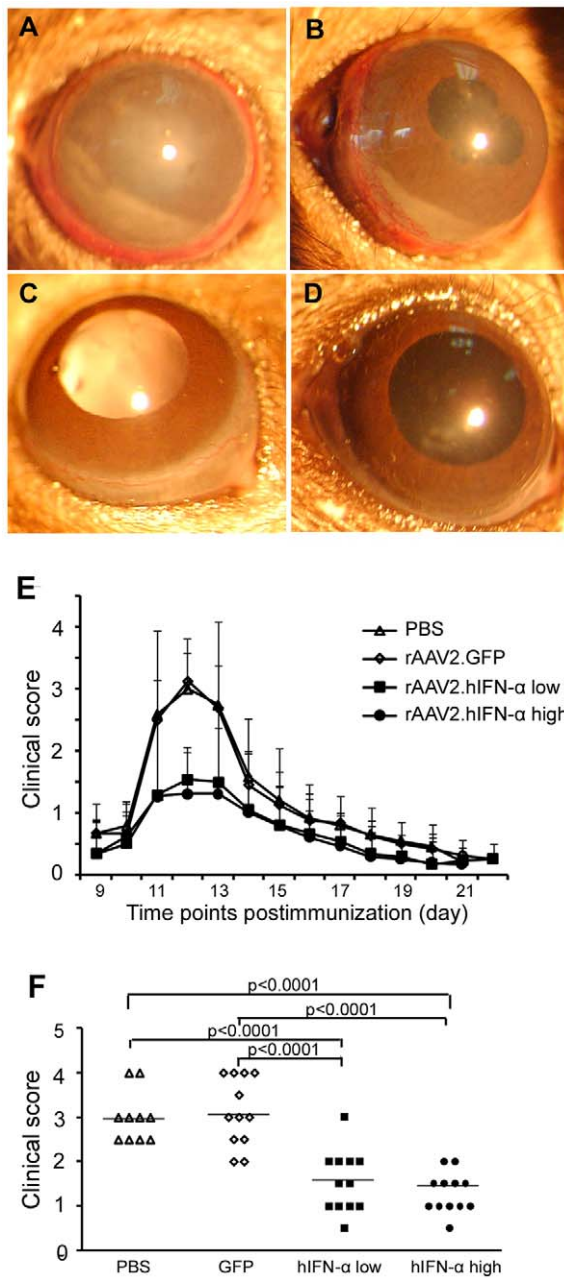 A
B
C
D
E
4
3
2
1
0
Clinical score
PBS
rAAV2.GFP
rAAV2.hIFN-α low
rAAV2.hIFN-α high
9 11 13 15 17 19 21
Time points postimmunization (day)
F
p<0.0001
p<0.0001
p<0.0001
p<0.0001
5
4
3
2
1
0
Clinical score
PBS GFP hIFN-α low hIFN-α high